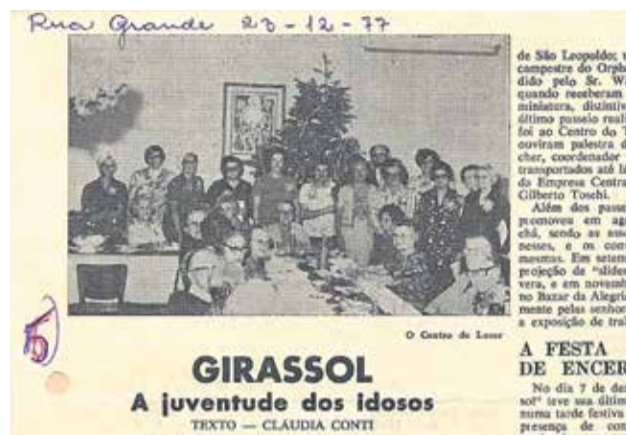 Rua Grande 23-12-77
O Centro de Lazer
5
GIRASSOL
A juventude dos idosos
TEXTO — CLAUDIA CONTI
de São Leopoldo;
campestre do Orph
dido pelo Sr. W
quando receberam
miniatura, distintiv
último passeio reali
foi ao Centro do T
ouviram palestra d
cher, coordenador
transportados até lá
da Empresa Centra
Gilberto Toschi.
Além dos passe
promoveu em ag
chá, sendo as ass
nesses, e os con
mesmas. Em setem
projeção de "slides
vera, e em novemb
no Bazar da Alegria
mente pelas senhor
a exposição de tral
A FESTA
DE ENCER
No dia 7 de de
sol" teve sua últim
numa tarde festiva
presença de con